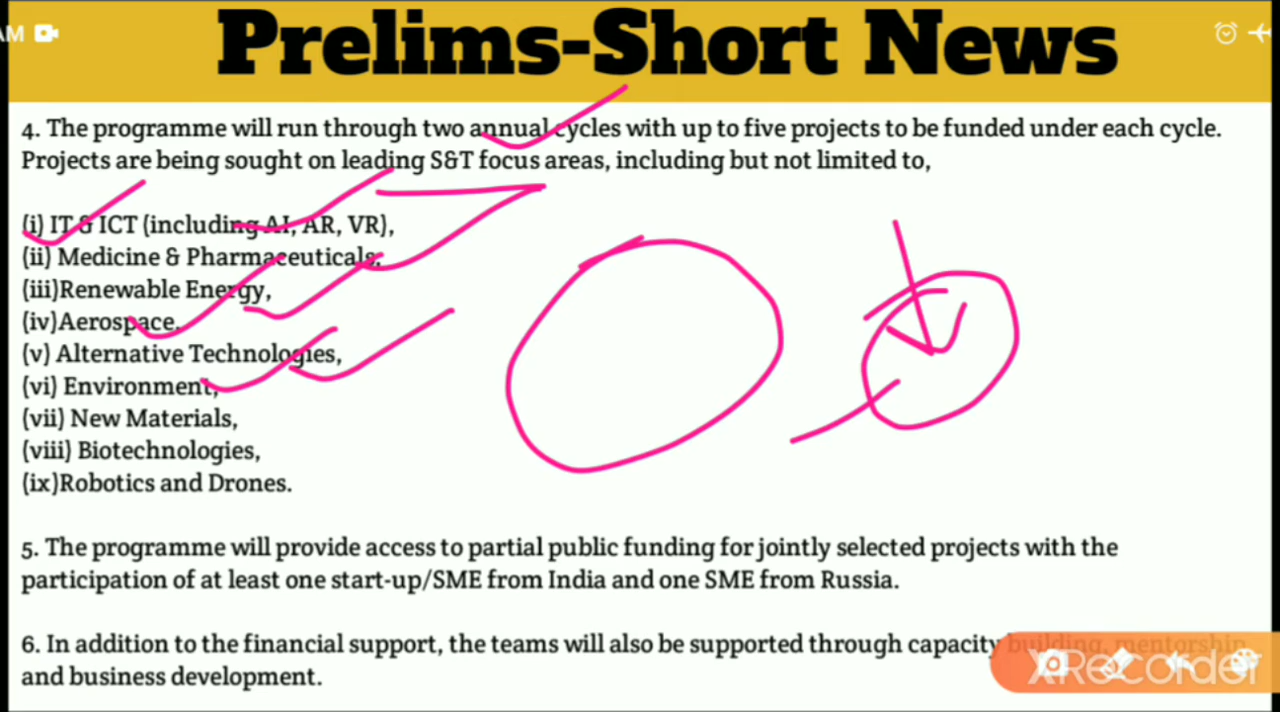 AM
Prelims-Short News
4. The programme will run through two annual cycles with up to five projects to be funded under each cycle.
Projects are being sought on leading S&T focus areas, including but not limited to,
(i) IT & ICT (including AI, AR, VR),
(ii) Medicine & Pharmaceuticals,
(iii)Renewable Energy,
(iv)Aerospace,
(v) Alternative Technologies,
(vi) Environment,
(vii) New Materials,
(viii) Biotechnologies,
(ix)Robotics and Drones.
5. The programme will provide access to partial public funding for jointly selected projects with the
participation of at least one start-up/SME from India and one SME from Russia.
6. In addition to the financial support, the teams will also be supported through capacity building, mentorship
and business development.
XRecorder